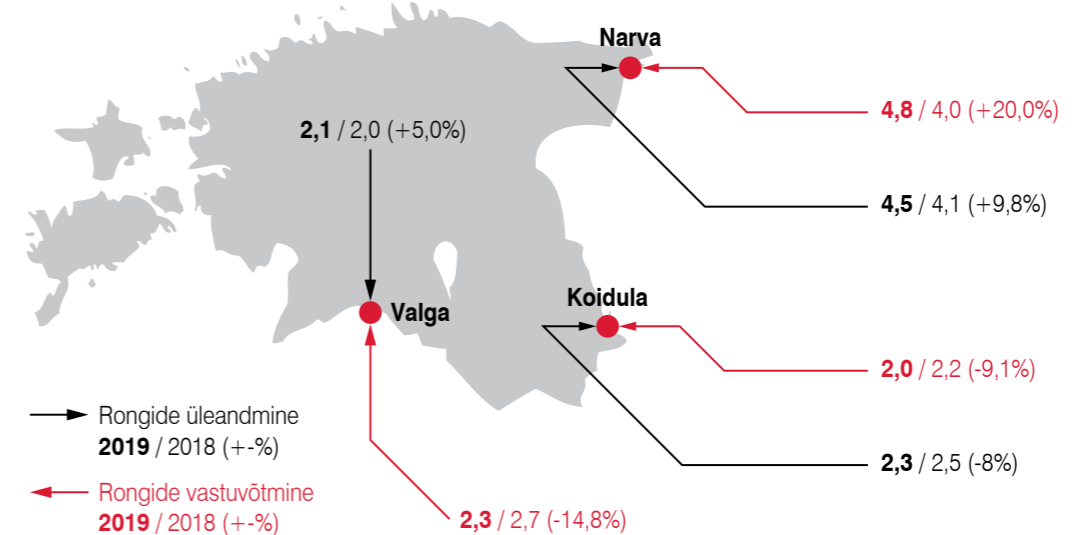 Narva
4,8 / 4,0 (+20,0%)
2,1 / 2,0 (+5,0%)
4,5 / 4,1 (+9,8%)
Koidula
Valga
2,0 / 2,2 (-9,1%)
Rongide üleandmine
2019 / 2018 (+-%)
2,3 / 2,5 (-8%)
Rongide vastuvõtmine
2019 / 2018 (+-%)
2,3 / 2,7 (-14,8%)